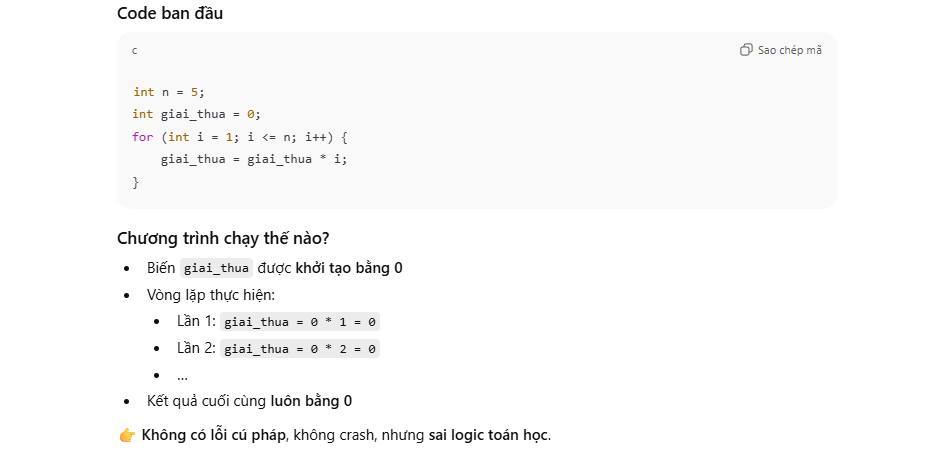 Code ban đầu
c
Sao chép mã
int n = 5;
int giai_thua = 0;
for (int i = 1; i <= n; i++) {
    giai_thua = giai_thua * i;
}
Chương trình chạy thế nào?
• Biến giai_thua được khởi tạo bằng 0
• Vòng lặp thực hiện:
• Lần 1: giai_thua = 0 * 1 = 0
• Lần 2: giai_thua = 0 * 2 = 0
• ...
• Kết quả cuối cùng luôn bằng 0
👉 Không có lỗi cú pháp, không crash, nhưng sai logic toán học.